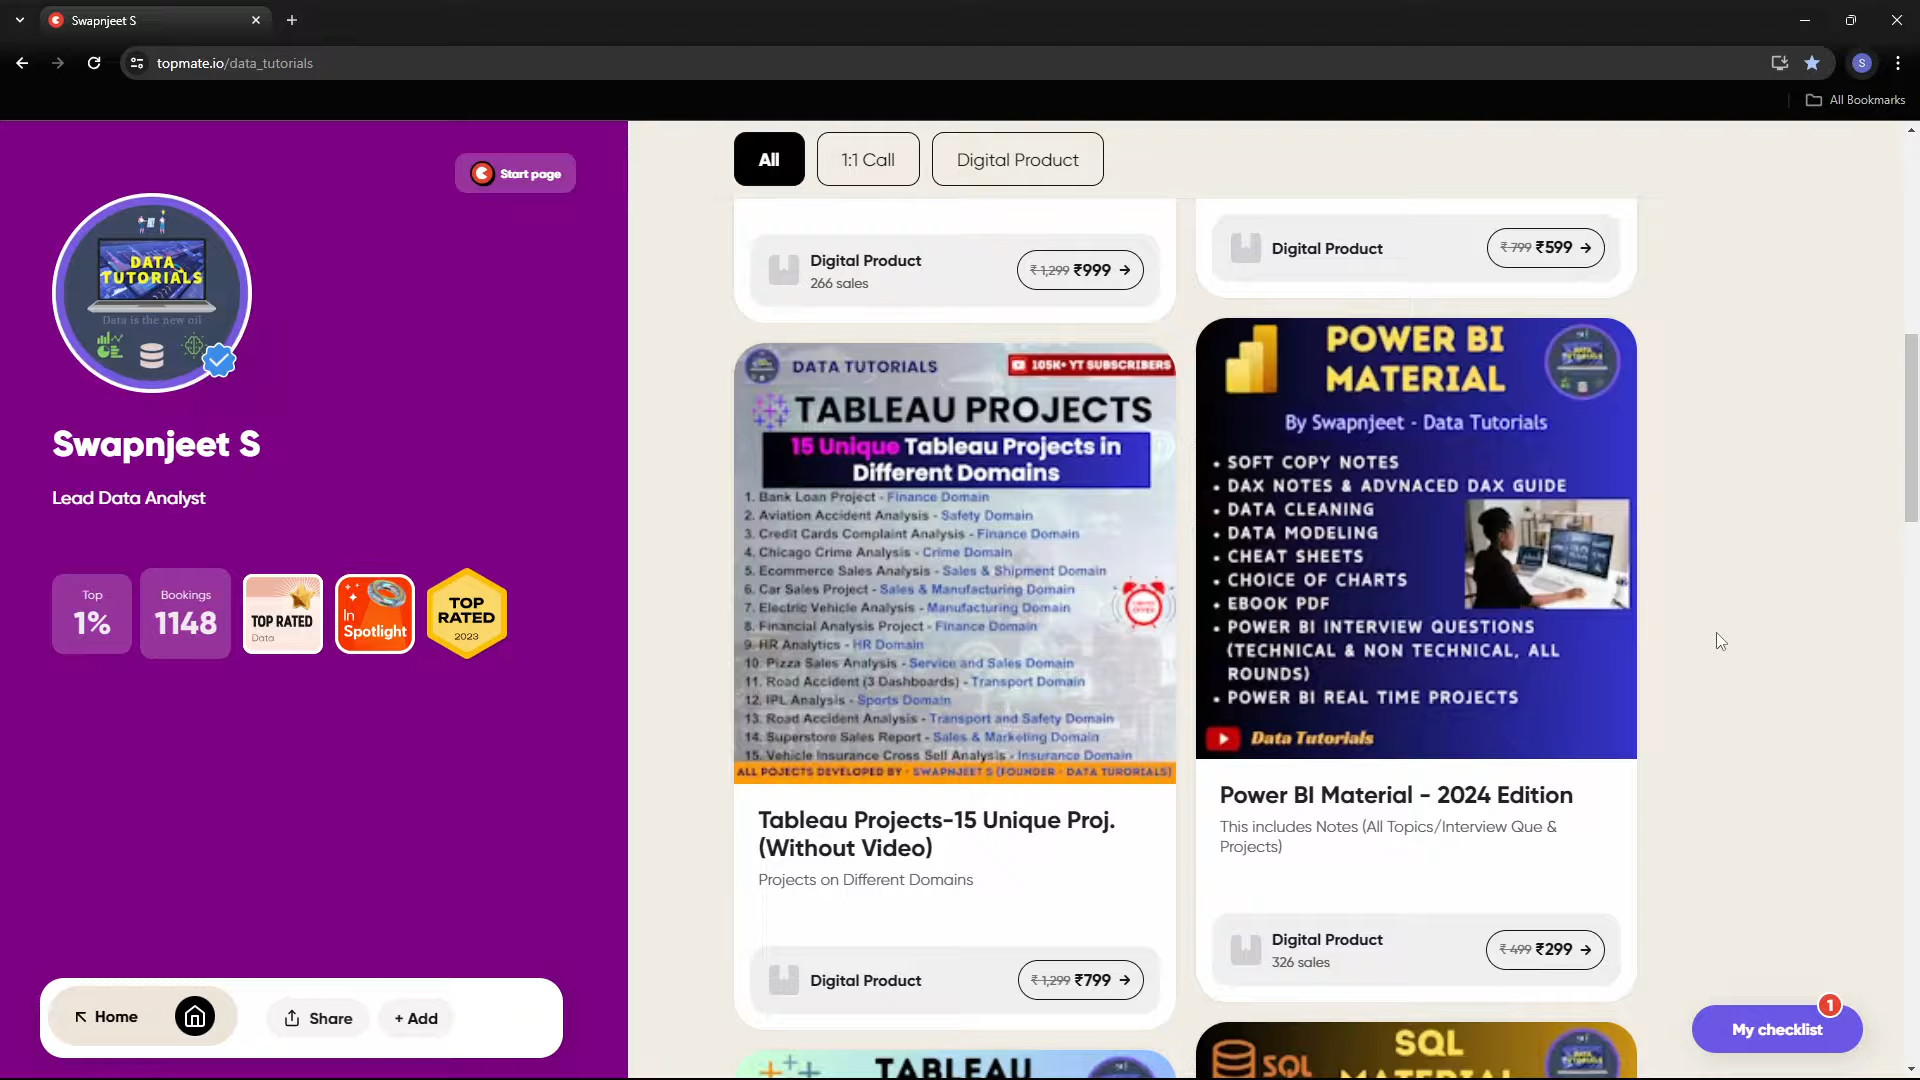 Swapnjeet S
topmate.io/data_tutorials
All Bookmarks
Start page
DATA
TUTORIALS
Data is the new oil
Swapnjeet S
Lead Data Analyst
Top
1%
Bookings
1148
TOP RATED
Data
In
Spotlight
TOP
RATED
2023
Home
Share
+ Add
All
1:1 Call
Digital Product
Digital Product
266 sales
₹ 1,299 ₹999
Digital Product
₹ 799 ₹599
DATA TUTORIALS
105K+ YT SUBSCRIBERS
TABLEAU PROJECTS
15 Unique Tableau Projects in
Different Domains
1. Bank Loan Project - Finance Domain
2. Aviation Accident Analysis - Safety Domain
3. Credit Cards Complaint Analysis - Finance Domain
4. Chicago Crime Analysis - Crime Domain
5. Ecommerce Sales Analysis - Sales & Shipment Domain
6. Car Sales Project - Sales & Manufacturing Domain
7. Electric Vehicle Analysis - Manufacturing Domain
8. Financial Analysis Project - Finance Domain
9. HR Analytics - HR Domain
10. Pizza Sales Analysis - Service and Sales Domain
11. Road Accident (3 Dashboards) - Transport Domain
12. IPL Analysis - Sports Domain
13. Road Accident Analysis - Transport and Safety Domain
14. Superstore Sales Report - Sales & Marketing Domain
15. Vehicle Insurance Cross Sell Analysis - Insurance Domain
ALL POJECTS DEVELOPED BY - SWAPNJEET S (FOUNDER - DATA TURORIALS)
Tableau Projects-15 Unique Proj.
(Without Video)
Projects on Different Domains
Digital Product
₹ 1,299 ₹799
POWER BI
MATERIAL
By Swapnjeet - Data Tutorials
• SOFT COPY NOTES
• DAX NOTES & ADVNACED DAX GUIDE
• DATA CLEANING
• DATA MODELING
• CHEAT SHEETS
• CHOICE OF CHARTS
• EBOOK PDF
• POWER BI INTERVIEW QUESTIONS
(TECHNICAL & NON TECHNICAL, ALL
ROUNDS)
• POWER BI REAL TIME PROJECTS
Data Tutorials
Power BI Material - 2024 Edition
This includes Notes (All Topics/Interview Que &
Projects)
Digital Product
326 sales
₹ 499 ₹299
TABLEAU
SQL
SQL
MATERIAL
My checklist
1
S